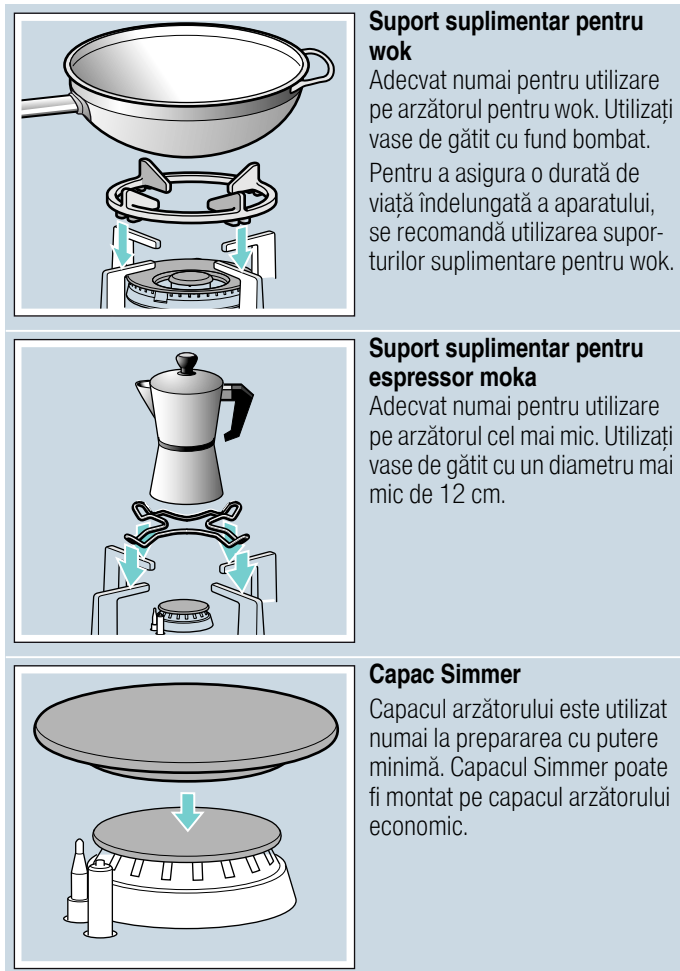 Suport suplimentar pentru
wok
Adecvat numai pentru utilizare
pe arzătorul pentru wok. Utilizați
vase de gătit cu fund bombat.
Pentru a asigura o durată de
viață îndelungată a aparatului,
se recomandă utilizarea supor-
turilor suplimentare pentru wok.
Suport suplimentar pentru
espressor moka
Adecvat numai pentru utilizare
pe arzătorul cel mai mic. Utilizați
vase de gătit cu un diametru mai
mic de 12 cm.
Capac Simmer
Capacul arzătorului este utilizat
numai la prepararea cu putere
minimă. Capacul Simmer poate
fi montat pe capacul arzătorului
economic.